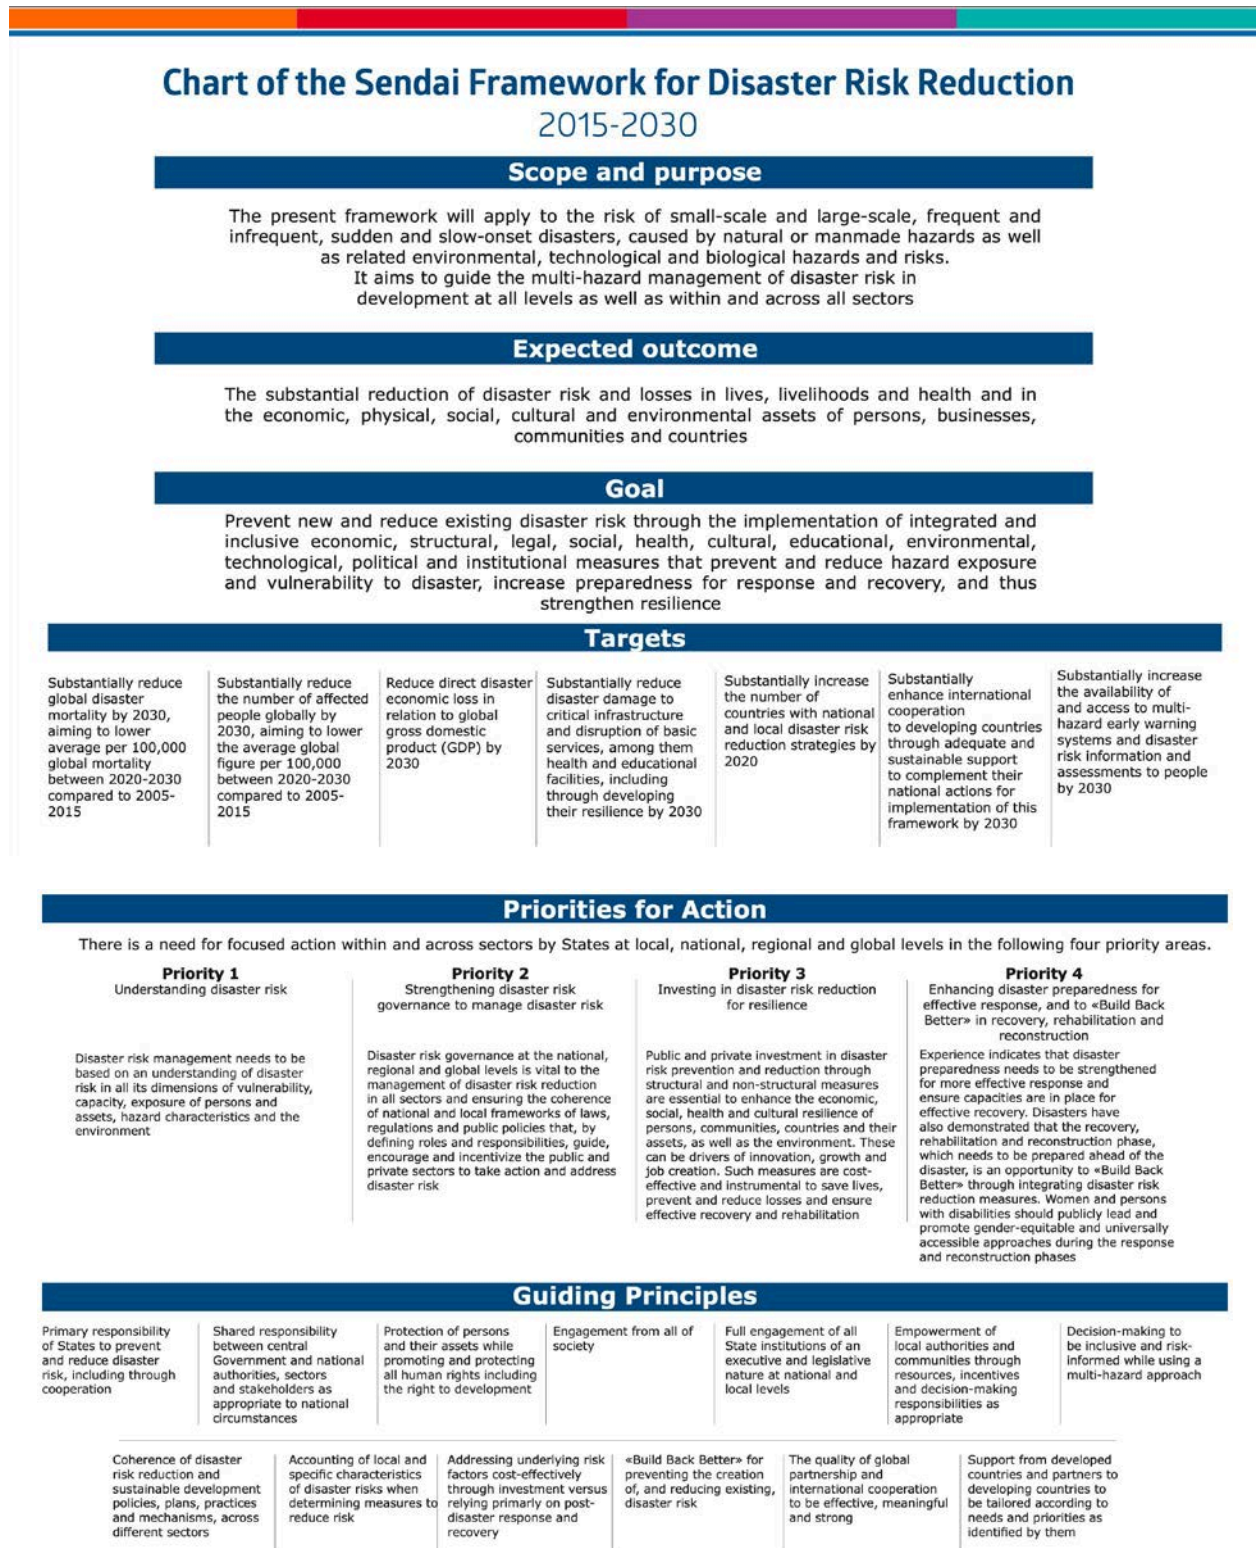 Chart of the Sendai Framework for Disaster Risk Reduction
2015-2030
Scope and purpose
The present framework will apply to the risk of small-scale and large-scale, frequent and
infrequent, sudden and slow-onset disasters, caused by natural or manmade hazards as well
as related environmental, technological and biological hazards and risks.
It aims to guide the multi-hazard management of disaster risk in
development at all levels as well as within and across all sectors
Expected outcome
The substantial reduction of disaster risk and losses in lives, livelihoods and health and in
the economic, physical, social, cultural and environmental assets of persons, businesses,
communities and countries
Goal
Prevent new and reduce existing disaster risk through the implementation of integrated and
inclusive economic, structural, legal, social, health, cultural, educational, environmental,
technological, political and institutional measures that prevent and reduce hazard exposure
and vulnerability to disaster, increase preparedness for response and recovery, and thus
strengthen resilience
Targets
Substantially reduce
global disaster
mortality by 2030,
aiming to lower
average per 100,000
global mortality
between 2020-2030
compared to 2005-
2015
Substantially reduce
the number of affected
people globally by
2030, aiming to lower
the average global
figure per 100,000
between 2020-2030
compared to 2005-
2015
Reduce direct disaster
economic loss in
relation to global
gross domestic
product (GDP) by
2030
Substantially reduce
disaster damage to
critical infrastructure
and disruption of basic
services, among them
health and educational
facilities, including
through developing
their resilience by 2030
Substantially increase
the number of
countries with national
and local disaster risk
reduction strategies by
2020
Substantially
enhance international
cooperation
to developing countries
through adequate and
sustainable support
to complement their
national actions for
implementation of this
framework by 2030
Substantially increase
the availability of
and access to multi-
hazard early warning
systems and disaster
risk information and
assessments to people
by 2030
Priorities for Action
There is a need for focused action within and across sectors by States at local, national, regional and global levels in the following four priority areas.
Priority 1
Understanding disaster risk
Disaster risk management needs to be
based on an understanding of disaster
risk in all its dimensions of vulnerability,
capacity, exposure of persons and
assets, hazard characteristics and the
environment
Priority 2
Strengthening disaster risk
governance to manage disaster risk
Disaster risk governance at the national,
regional and global levels is vital to the
management of disaster risk reduction
in all sectors and ensuring the coherence
of national and local frameworks of laws,
regulations and public policies that, by
defining roles and responsibilities, guide,
encourage and incentivize the public and
private sectors to take action and address
disaster risk
Priority 3
Investing in disaster risk reduction
for resilience
Public and private investment in disaster
risk prevention and reduction through
structural and non-structural measures
are essential to enhance the economic,
social, health and cultural resilience of
persons, communities, countries and their
assets, as well as the environment. These
can be drivers of innovation, growth and
job creation. Such measures are cost-
effective and instrumental to save lives,
prevent and reduce losses and ensure
effective recovery and rehabilitation
Priority 4
Enhancing disaster preparedness for
effective response, and to «Build Back
Better» in recovery, rehabilitation and
reconstruction
Experience indicates that disaster
preparedness needs to be strengthened
for more effective response and
ensure capacities are in place for
effective recovery. Disasters have
also demonstrated that the recovery,
rehabilitation and reconstruction phase,
which needs to be prepared ahead of the
disaster, is an opportunity to «Build Back
Better» through integrating disaster risk
reduction measures. Women and persons
with disabilities should publicly lead and
promote gender-equitable and universally
accessible approaches during the response
and reconstruction phases
Guiding Principles
Primary responsibility
of States to prevent
and reduce disaster
risk, including through
cooperation
Shared responsibility
between central
Government and national
authorities, sectors
and stakeholders as
appropriate to national
circumstances
Protection of persons
and their assets while
promoting and protecting
all human rights including
the right to development
Engagement from all of
society
Full engagement of all
State institutions of an
executive and legislative
nature at national and
local levels
Empowerment of
local authorities and
communities through
resources, incentives
and decision-making
responsibilities as
appropriate
Decision-making to
be inclusive and risk-
informed while using a
multi-hazard approach
Coherence of disaster
risk reduction and
sustainable development
policies, plans, practices
and mechanisms, across
different sectors
Accounting of local and
specific characteristics
of disaster risks when
determining measures to
reduce risk
Addressing underlying risk
factors cost-effectively
through investment versus
relying primarily on post-
disaster response and
recovery
«Build Back Better» for
preventing the creation
of, and reducing existing,
disaster risk
The quality of global
partnership and
international cooperation
to be effective, meaningful
and strong
Support from developed
countries and partners to
developing countries to
be tailored according to
needs and priorities as
identified by them